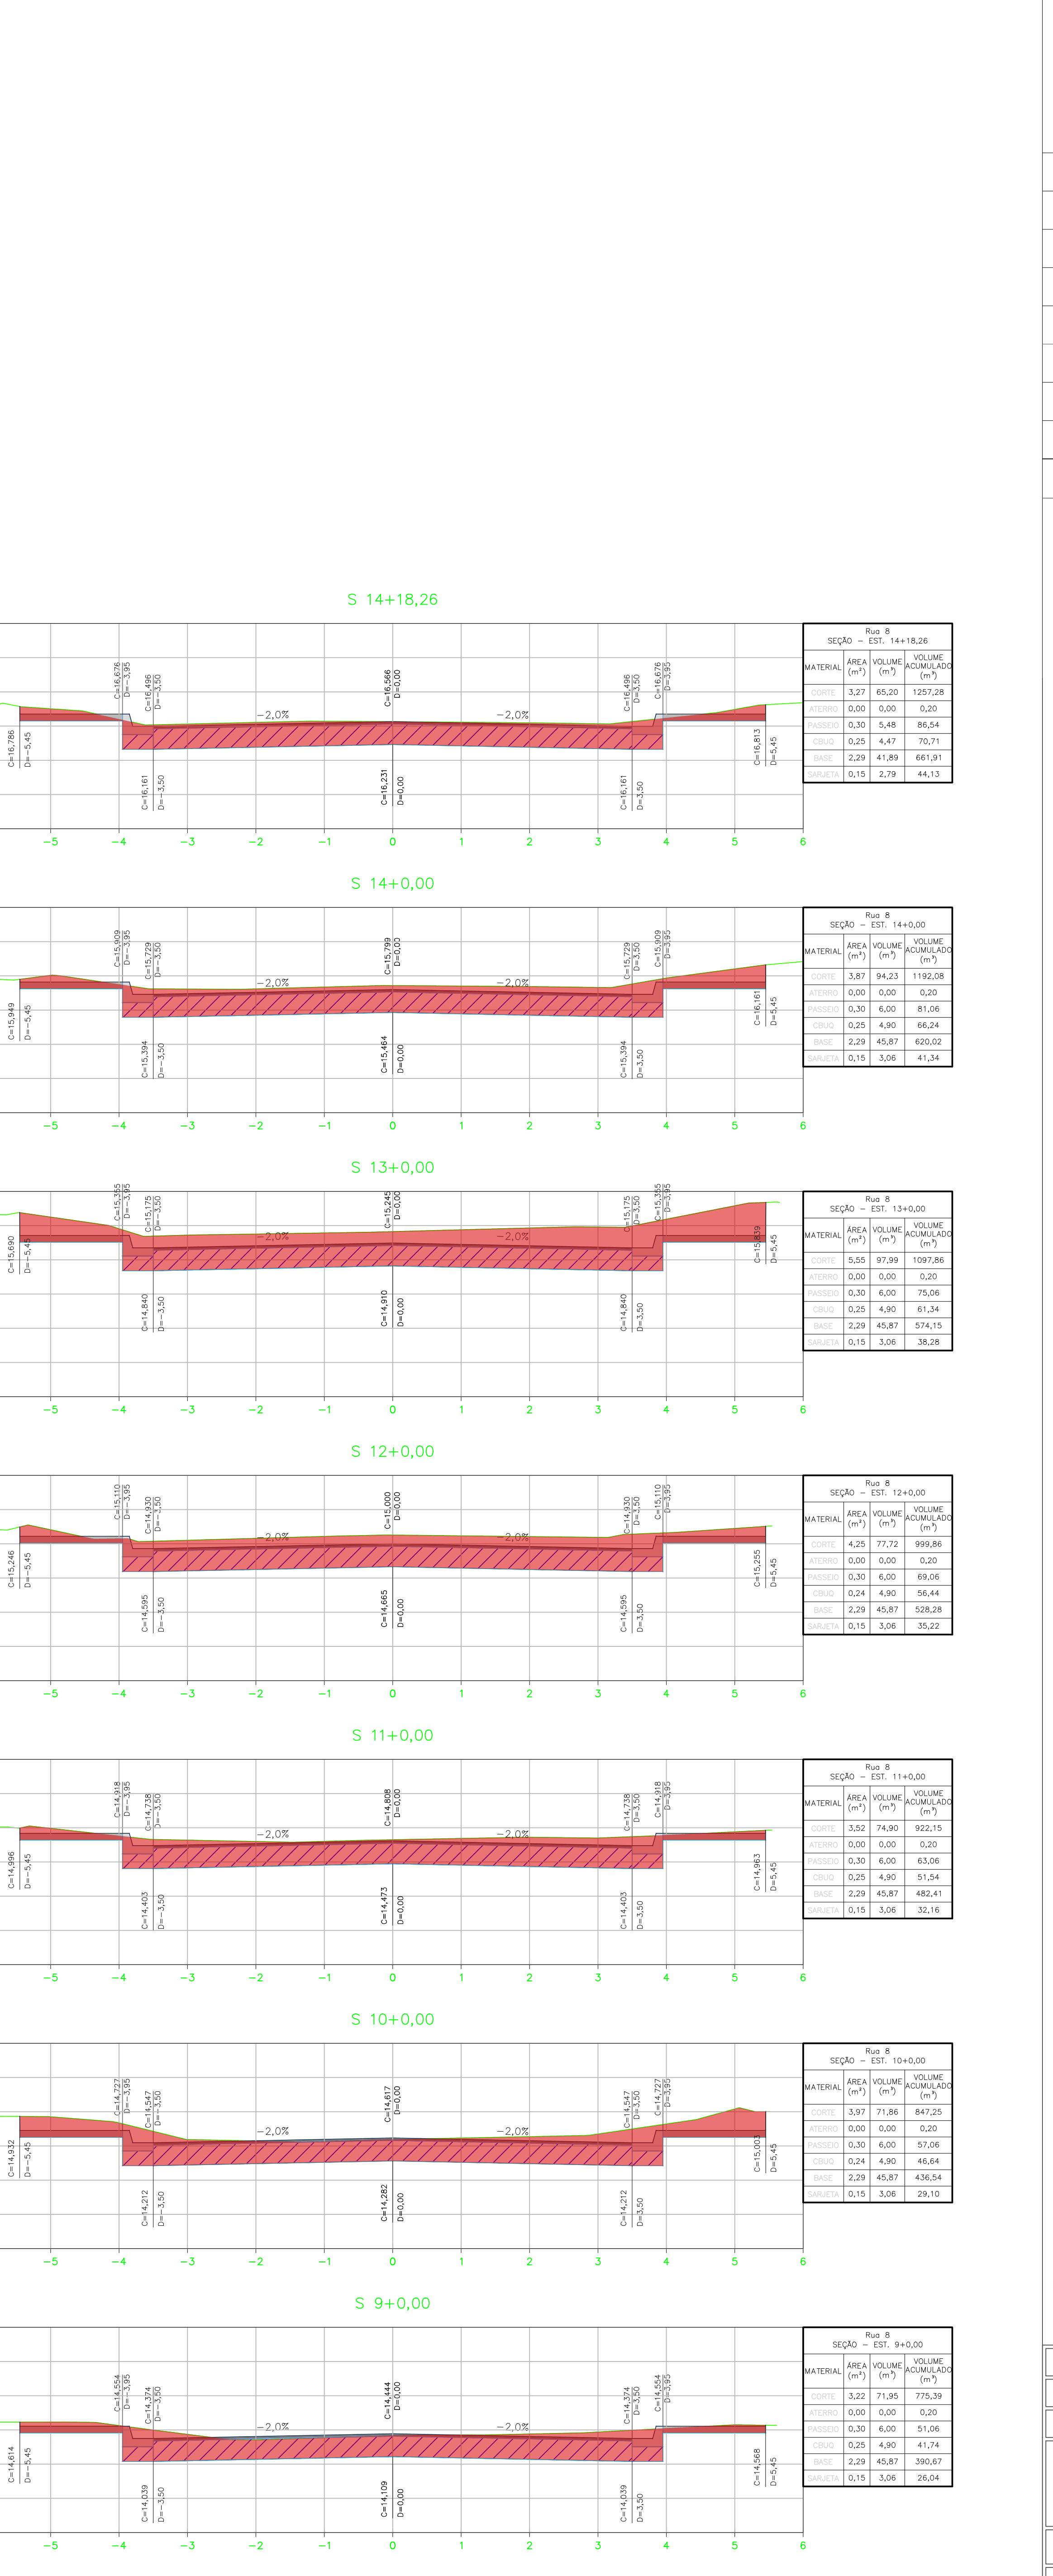 S 14+18,26
C=16,676
D=-3,95
C=16,496
D=-3,50
C=16,566
D=0,00
C=16,496
D=3,50
C=16,676
D=3,95
-2,0%
-2,0%
C=16,786
D=-5,45
C=16,161
D=-3,50
C=16,231
D=0,00
C=16,161
D=3,50
C=16,813
D=5,45
-5 -4 -3 -2 -1 0 1 2 3 4 5 6
Rua 8
SEÇÃO - EST. 14+18,26
MATERIAL ÁREA (m²) VOLUME (m³) VOLUME ACUMULADO (m³)
CORTE 3,27 65,20 1257,28
ATERRO 0,00 0,00 0,20
PASSEIO 0,30 5,48 86,54
CBUQ 0,25 4,47 70,71
BASE 2,29 41,89 661,91
SARJETA 0,15 2,79 44,13
S 14+0,00
C=15,909
D=-3,95
C=15,729
D=-3,50
C=15,799
D=0,00
C=15,729
D=3,50
C=15,909
D=3,95
-2,0%
-2,0%
C=15,949
D=-5,45
C=15,394
D=-3,50
C=15,464
D=0,00
C=15,394
D=3,50
C=16,161
D=5,45
-5 -4 -3 -2 -1 0 1 2 3 4 5 6
Rua 8
SEÇÃO - EST. 14+0,00
MATERIAL ÁREA (m²) VOLUME (m³) VOLUME ACUMULADO (m³)
CORTE 3,87 94,23 1192,08
ATERRO 0,00 0,00 0,20
PASSEIO 0,30 6,00 81,06
CBUQ 0,25 4,90 66,24
BASE 2,29 45,87 620,02
SARJETA 0,15 3,06 41,34
S 13+0,00
C=15,355
D=-3,95
C=15,175
D=-3,50
C=15,245
D=0,00
C=15,175
D=3,50
C=15,355
D=3,95
-2,0%
-2,0%
C=15,690
D=-5,45
C=14,840
D=-3,50
C=14,910
D=0,00
C=14,840
D=3,50
C=15,839
D=5,45
-5 -4 -3 -2 -1 0 1 2 3 4 5 6
Rua 8
SEÇÃO - EST. 13+0,00
MATERIAL ÁREA (m²) VOLUME (m³) VOLUME ACUMULADO (m³)
CORTE 5,55 97,99 1097,86
ATERRO 0,00 0,00 0,20
PASSEIO 0,30 6,00 75,06
CBUQ 0,25 4,90 61,34
BASE 2,29 45,87 574,15
SARJETA 0,15 3,06 38,28
S 12+0,00
C=15,110
D=-3,95
C=14,930
D=-3,50
C=15,000
D=0,00
C=14,930
D=3,50
C=15,110
D=3,95
-2,0%
-2,0%
C=15,246
D=-5,45
C=14,595
D=-3,50
C=14,665
D=0,00
C=14,595
D=3,50
C=15,255
D=5,45
-5 -4 -3 -2 -1 0 1 2 3 4 5 6
Rua 8
SEÇÃO - EST. 12+0,00
MATERIAL ÁREA (m²) VOLUME (m³) VOLUME ACUMULADO (m³)
CORTE 4,25 77,72 999,86
ATERRO 0,00 0,00 0,20
PASSEIO 0,30 6,00 69,06
CBUQ 0,24 4,90 56,44
BASE 2,29 45,87 528,28
SARJETA 0,15 3,06 35,22
S 11+0,00
C=14,918
D=-3,95
C=14,738
D=-3,50
C=14,808
D=0,00
C=14,738
D=3,50
C=14,918
D=3,95
-2,0%
-2,0%
C=14,996
D=-5,45
C=14,403
D=-3,50
C=14,473
D=0,00
C=14,403
D=3,50
C=14,963
D=5,45
-5 -4 -3 -2 -1 0 1 2 3 4 5 6
Rua 8
SEÇÃO - EST. 11+0,00
MATERIAL ÁREA (m²) VOLUME (m³) VOLUME ACUMULADO (m³)
CORTE 3,52 74,90 922,15
ATERRO 0,00 0,00 0,20
PASSEIO 0,30 6,00 63,06
CBUQ 0,25 4,90 51,54
BASE 2,29 45,87 482,41
SARJETA 0,15 3,06 32,16
S 10+0,00
C=14,727
D=-3,95
C=14,547
D=-3,50
C=14,617
D=0,00
C=14,547
D=3,50
C=14,727
D=3,95
-2,0%
-2,0%
C=14,932
D=-5,45
C=14,212
D=-3,50
C=14,282
D=0,00
C=14,212
D=3,50
C=15,003
D=5,45
-5 -4 -3 -2 -1 0 1 2 3 4 5 6
Rua 8
SEÇÃO - EST. 10+0,00
MATERIAL ÁREA (m²) VOLUME (m³) VOLUME ACUMULADO (m³)
CORTE 3,97 71,86 847,25
ATERRO 0,00 0,00 0,20
PASSEIO 0,30 6,00 57,06
CBUQ 0,24 4,90 46,64
BASE 2,29 45,87 436,54
SARJETA 0,15 3,06 29,10
S 9+0,00
C=14,554
D=-3,95
C=14,374
D=-3,50
C=14,444
D=0,00
C=14,374
D=3,50
C=14,554
D=3,95
-2,0%
-2,0%
C=14,614
D=-5,45
C=14,039
D=-3,50
C=14,109
D=0,00
C=14,039
D=3,50
C=14,568
D=5,45
-5 -4 -3 -2 -1 0 1 2 3 4 5 6
Rua 8
SEÇÃO - EST. 9+0,00
MATERIAL ÁREA (m²) VOLUME (m³) VOLUME ACUMULADO (m³)
CORTE 3,22 71,95 775,39
ATERRO 0,00 0,00 0,20
PASSEIO 0,30 6,00 51,06
CBUQ 0,25 4,90 41,74
BASE 2,29 45,87 390,67
SARJETA 0,15 3,06 26,04